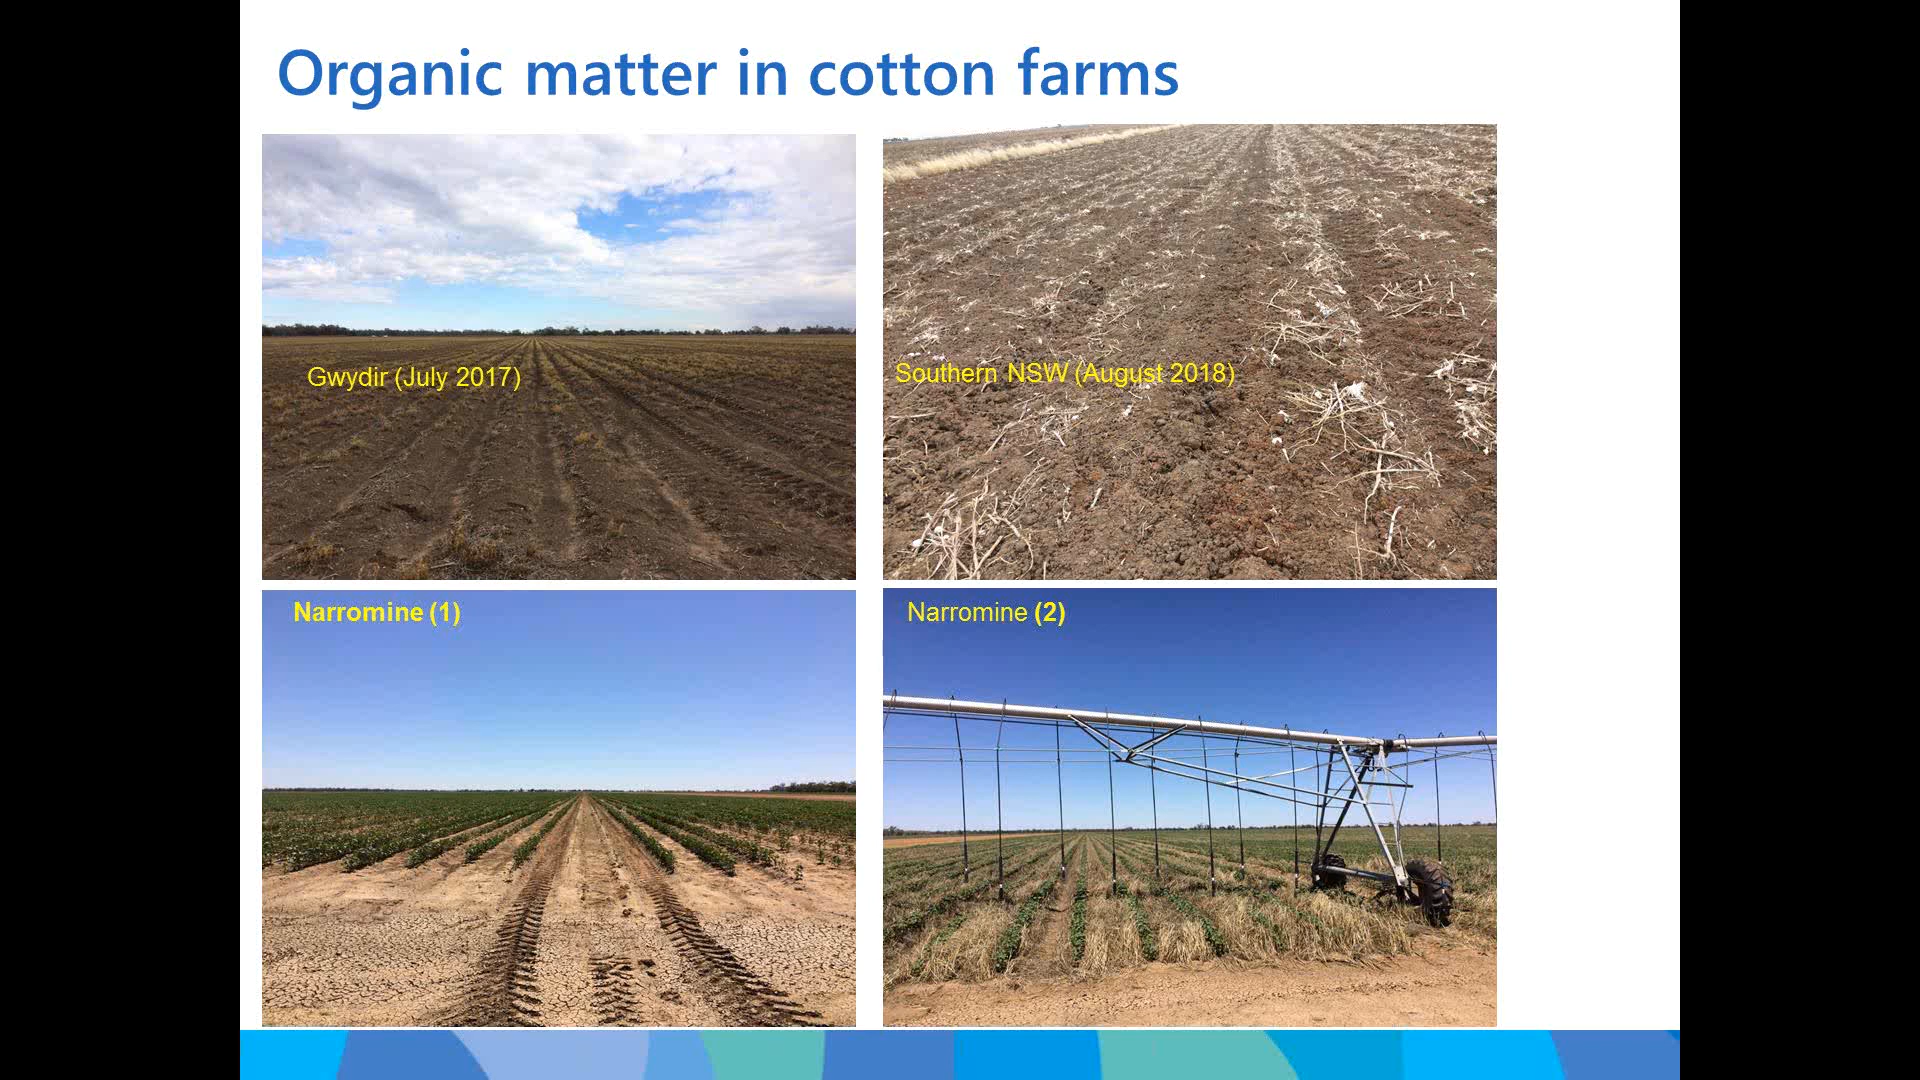 Organic matter in cotton farms
Gwydir (July 2017)
Southern NSW (August 2018)
Narromine (1)
Narromine (2)